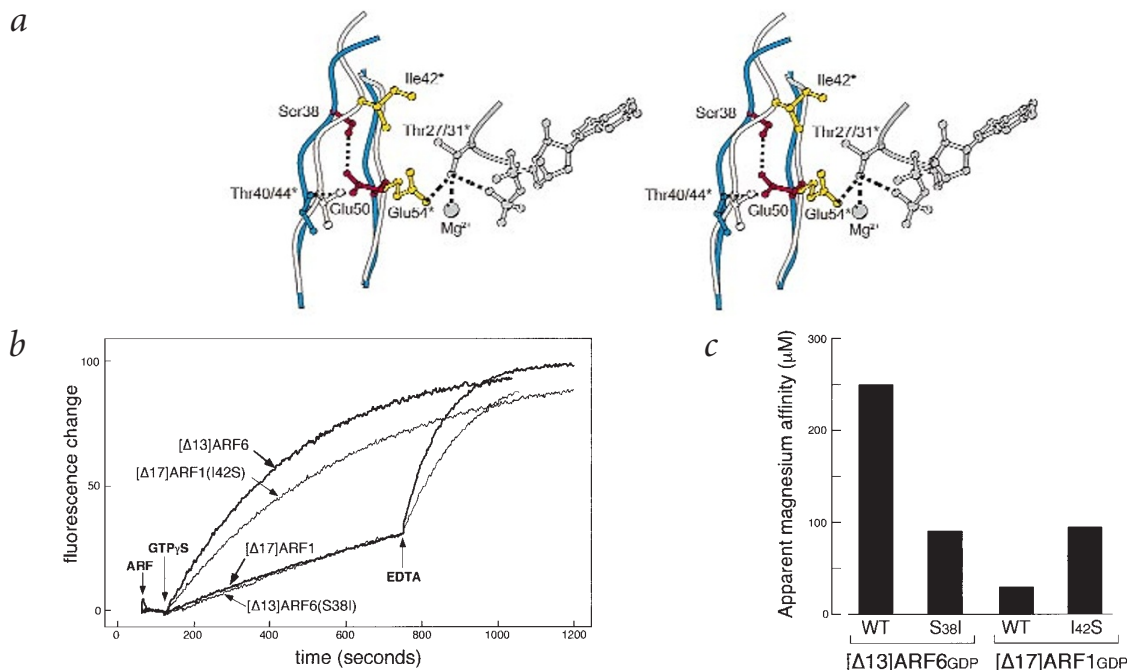 a
Ile42*
Ser38
Thr27/31*
Thr40/44*
Glu50
Glu54*
Mg²⁺
Ile42*
Ser38
Thr27/31*
Thr40/44*
Glu50
Glu54*
Mg²⁺
b
fluorescence change
100
50
0
[Δ13]ARF6
[Δ17]ARF1(I42S)
GTPγS
ARF
[Δ17]ARF1
[Δ13]ARF6(S38I)
EDTA
0 200 400 600 800 1000 1200
time (seconds)
c
Apparent magnesium affinity (μM)
300
200
100
0
WT S38I WT I42S
[Δ13]ARF6GDP [Δ17]ARF1GDP